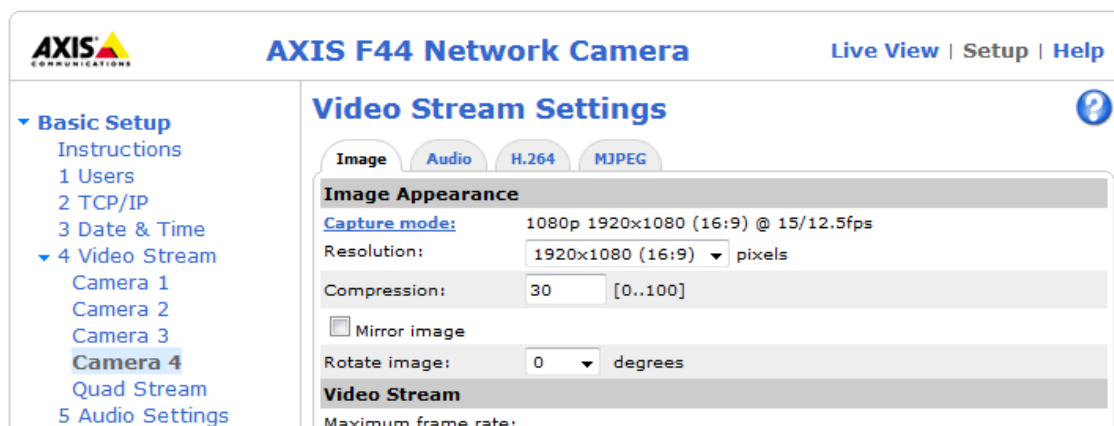 AXIS
COMMUNICATIONS
AXIS F44 Network Camera
Live View | Setup | Help
Basic Setup
Instructions
1 Users
2 TCP/IP
3 Date & Time
4 Video Stream
Camera 1
Camera 2
Camera 3
Camera 4
Quad Stream
5 Audio Settings
Video Stream Settings
?
Image Audio H.264 MJPEG
Image Appearance
Capture mode: 1080p 1920x1080 (16:9) @ 15/12.5fps
Resolution: 1920x1080 (16:9) pixels
Compression: 30 [0..100]
Mirror image
Rotate image: 0 degrees
Video Stream
Maximum frame rate: